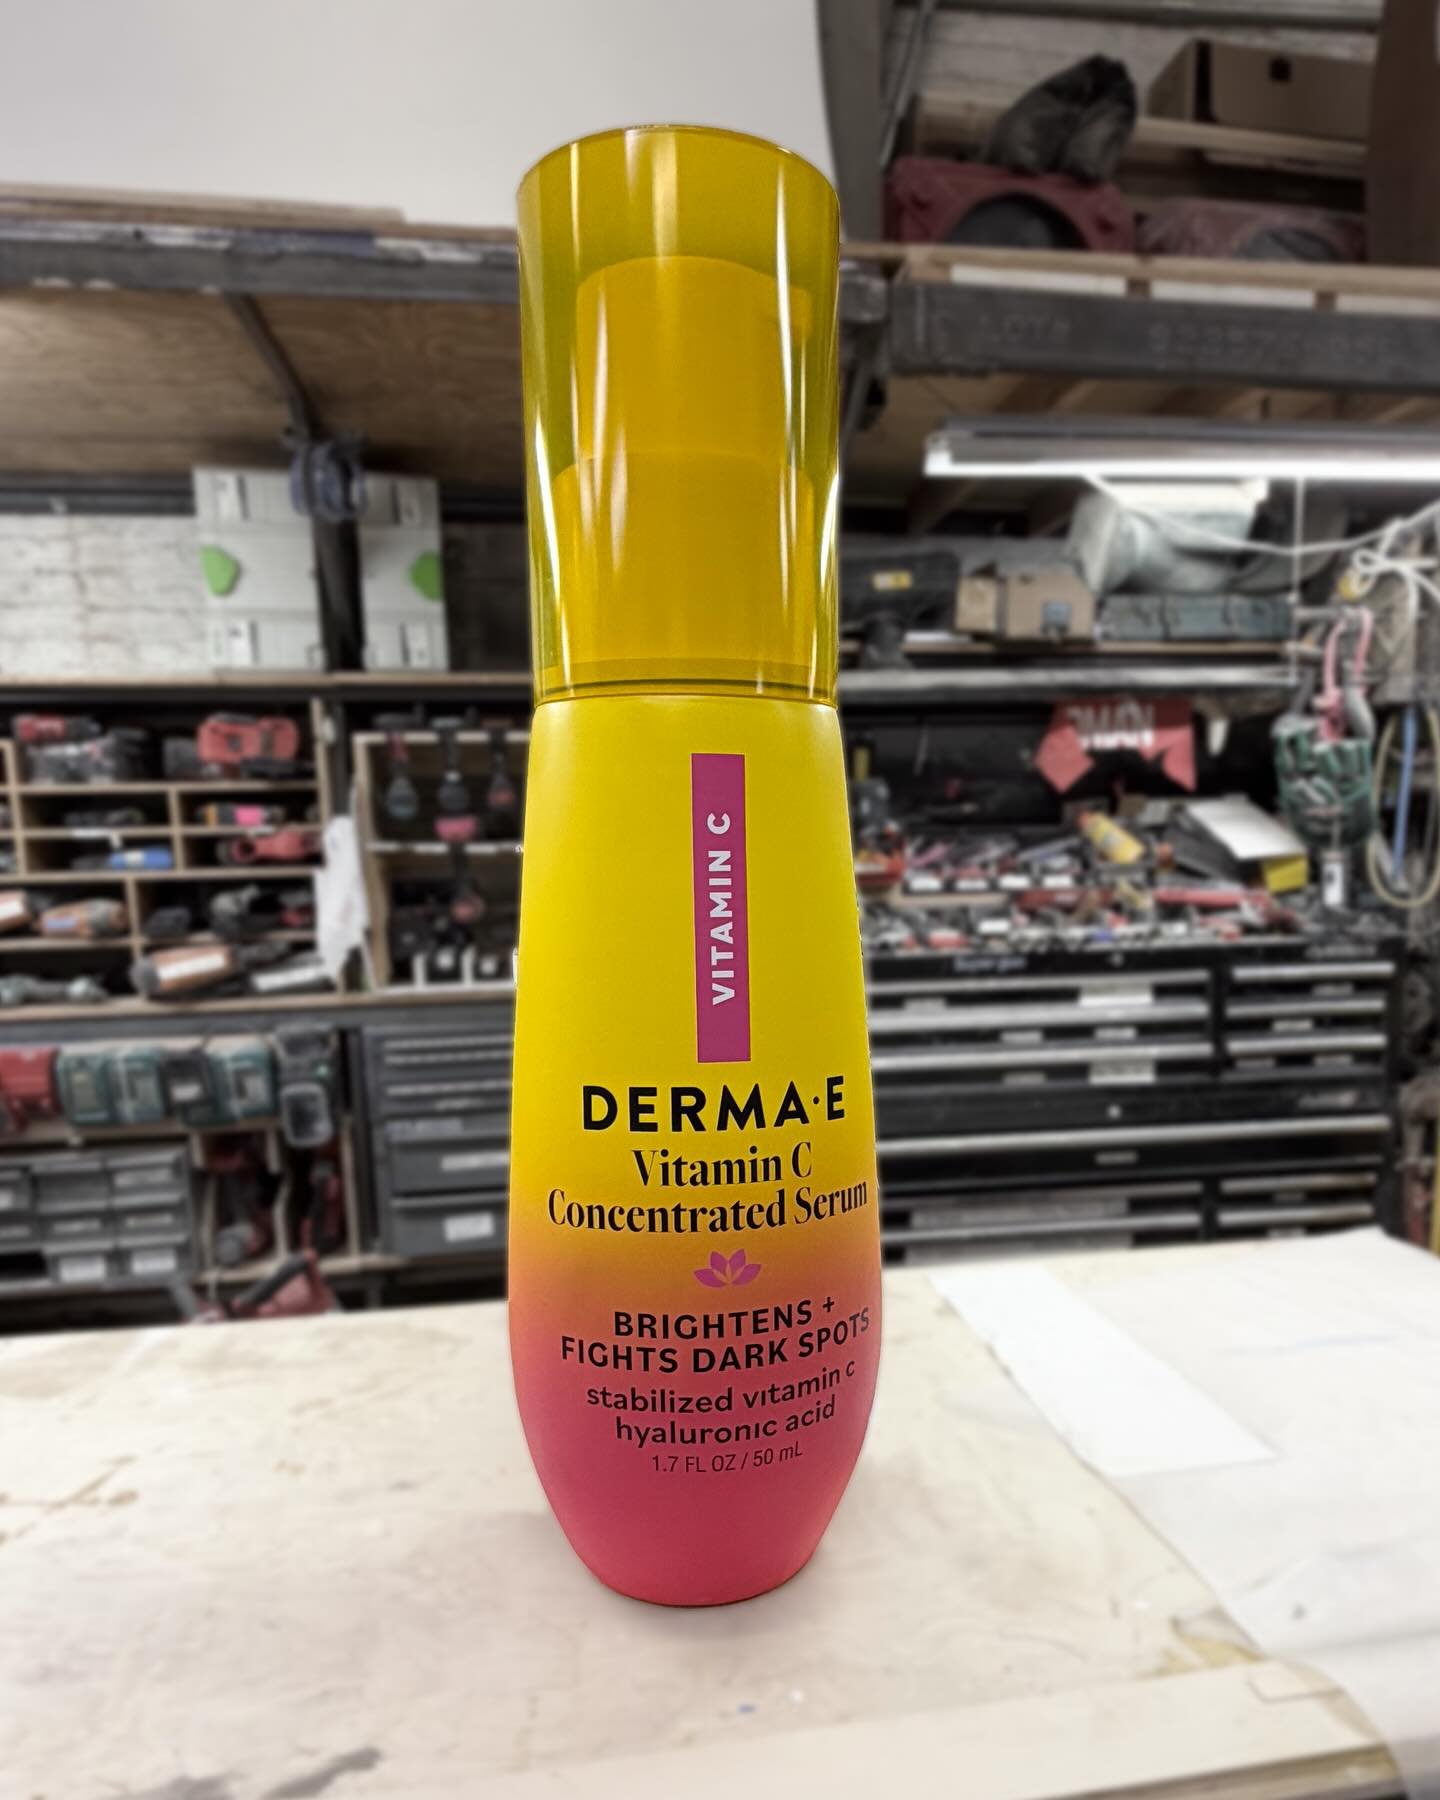 VITAMIN C
DERMA·E
Vitamin C
Concentrated Serum
BRIGHTENS +
FIGHTS DARK SPOTS
stabilized vitamin c
hyaluronic acid
1.7 FL OZ / 50 mL